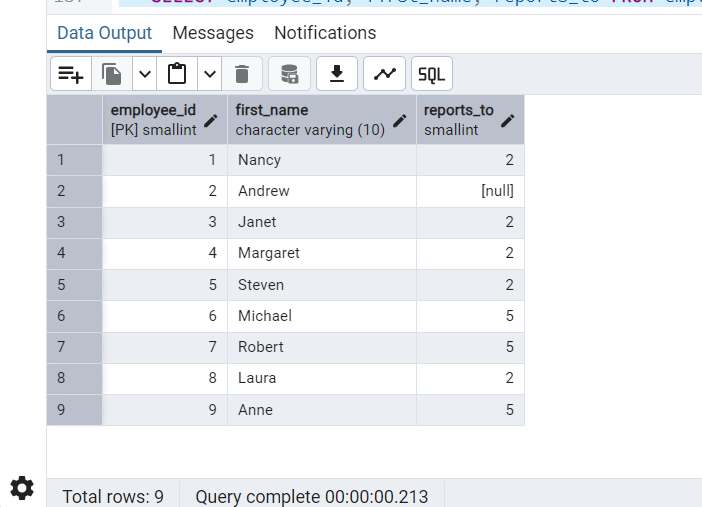 Data Output Messages Notifications
SQL
employee_id first_name reports_to
[PK] smallint character varying (10) smallint
1 1 Nancy 2
2 2 Andrew [null]
3 3 Janet 2
4 4 Margaret 2
5 5 Steven 2
6 6 Michael 5
7 7 Robert 5
8 8 Laura 2
9 9 Anne 5
Total rows: 9 Query complete 00:00:00.213